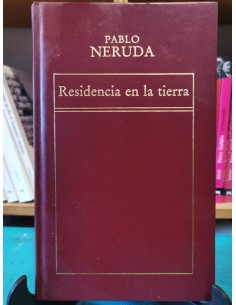 PABLO
NERUDA
Residencia en la tierra